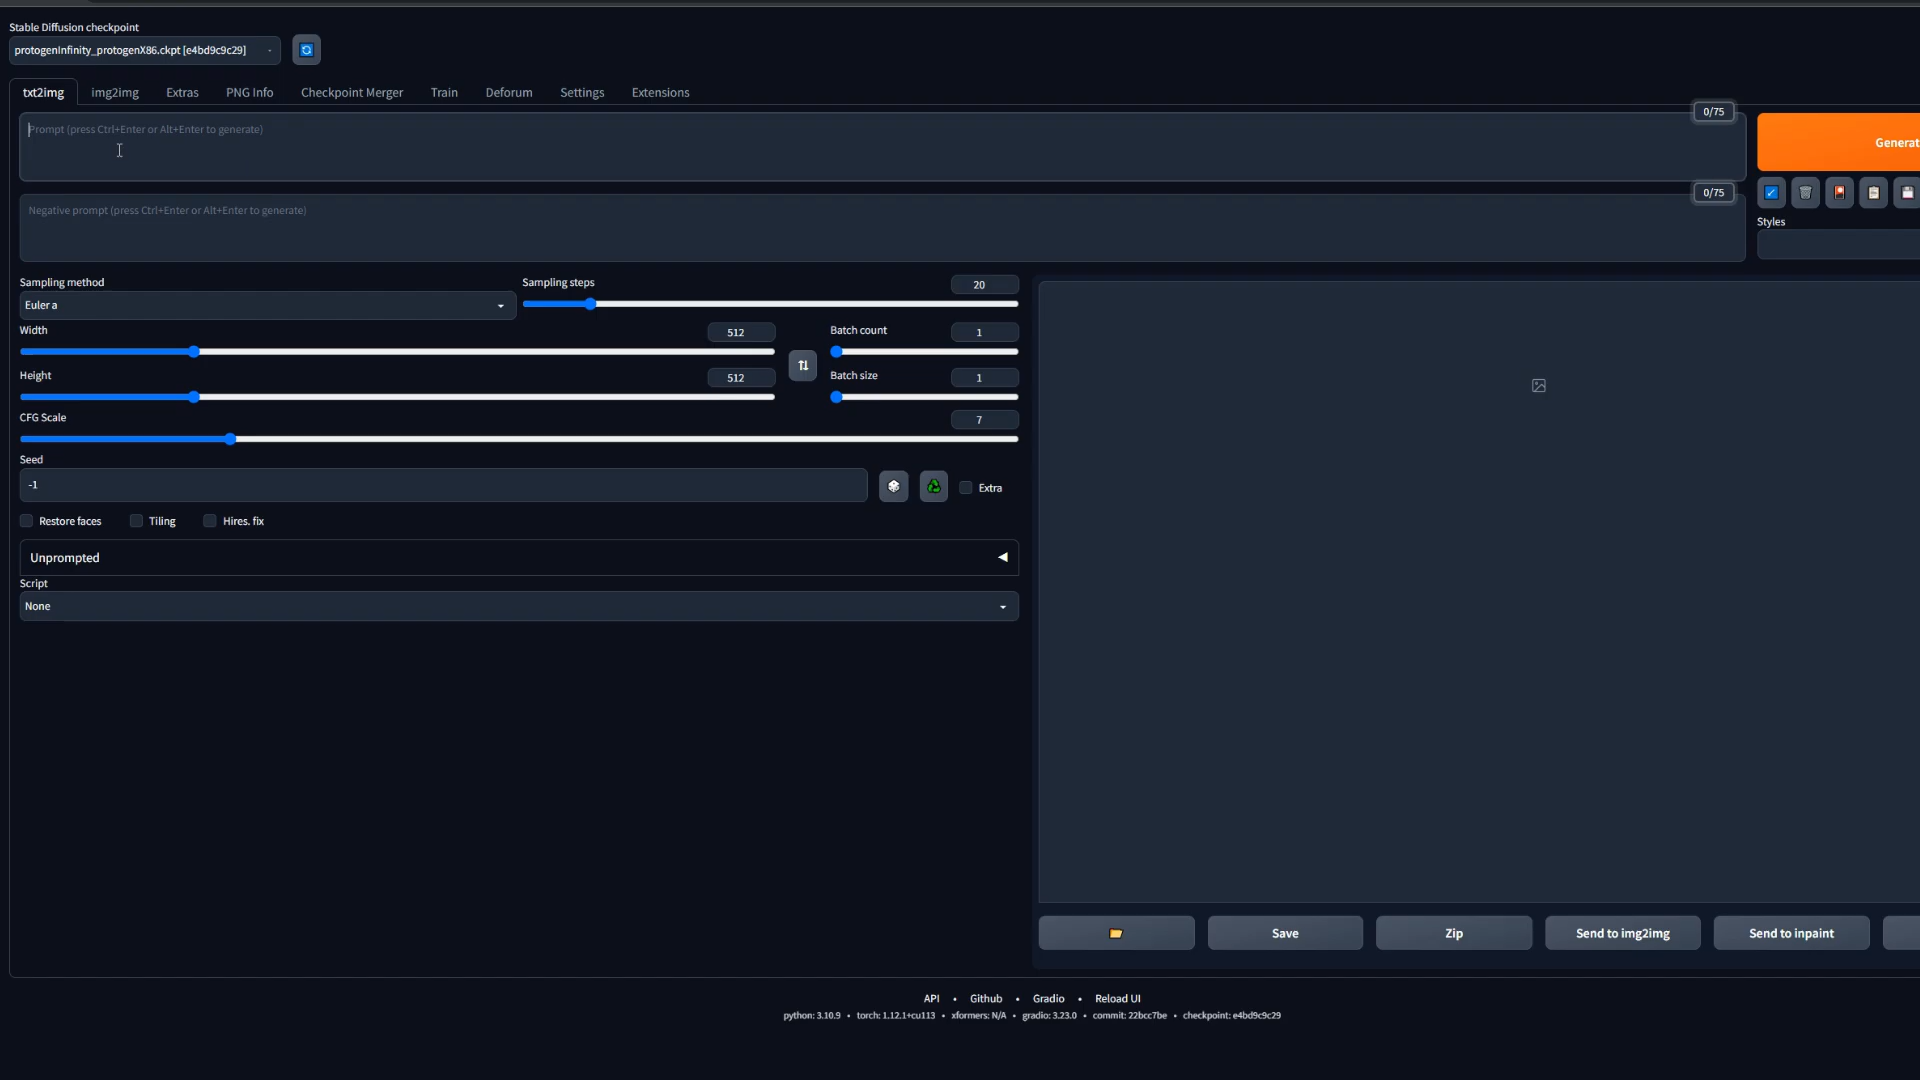 Stable Diffusion checkpoint
protogenInfinity_protogenX86.ckpt [e4bd9c9c29]
txt2img img2img Extras PNG Info Checkpoint Merger Train Deforum Settings Extensions
0/75
Prompt (press Ctrl+Enter or Alt+Enter to generate)
Generat
0/75
Negative prompt (press Ctrl+Enter or Alt+Enter to generate)
Styles
Sampling method
Euler a
Sampling steps
20
Width
512
Batch count
1
Height
512
Batch size
1
CFG Scale
7
Seed
-1
Extra
Restore faces Tiling Hires. fix
Unprompted
Script
None
Save Zip Send to img2img Send to inpaint
API • Github • Gradio • Reload UI
python: 3.10.9 • torch: 1.12.1+cu113 • xformers: N/A • gradio: 3.23.0 • commit: 22bcc7be • checkpoint: e4bd9c9c29